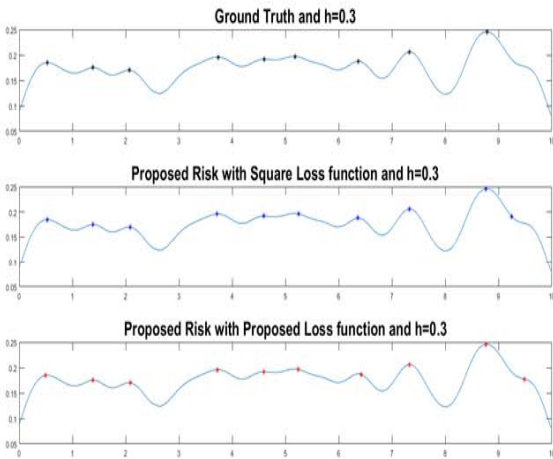 Ground Truth and h=0.3
0.25
0.2
0.15
0.1
0.05
0 1 2 3 4 5 6 7 8 9 10
Proposed Risk with Square Loss function and h=0.3
0.25
0.2
0.15
0.1
0.05
0 1 2 3 4 5 6 7 8 9 10
Proposed Risk with Proposed Loss function and h=0.3
0.25
0.2
0.15
0.1
0.05
0 1 2 3 4 5 6 7 8 9 10